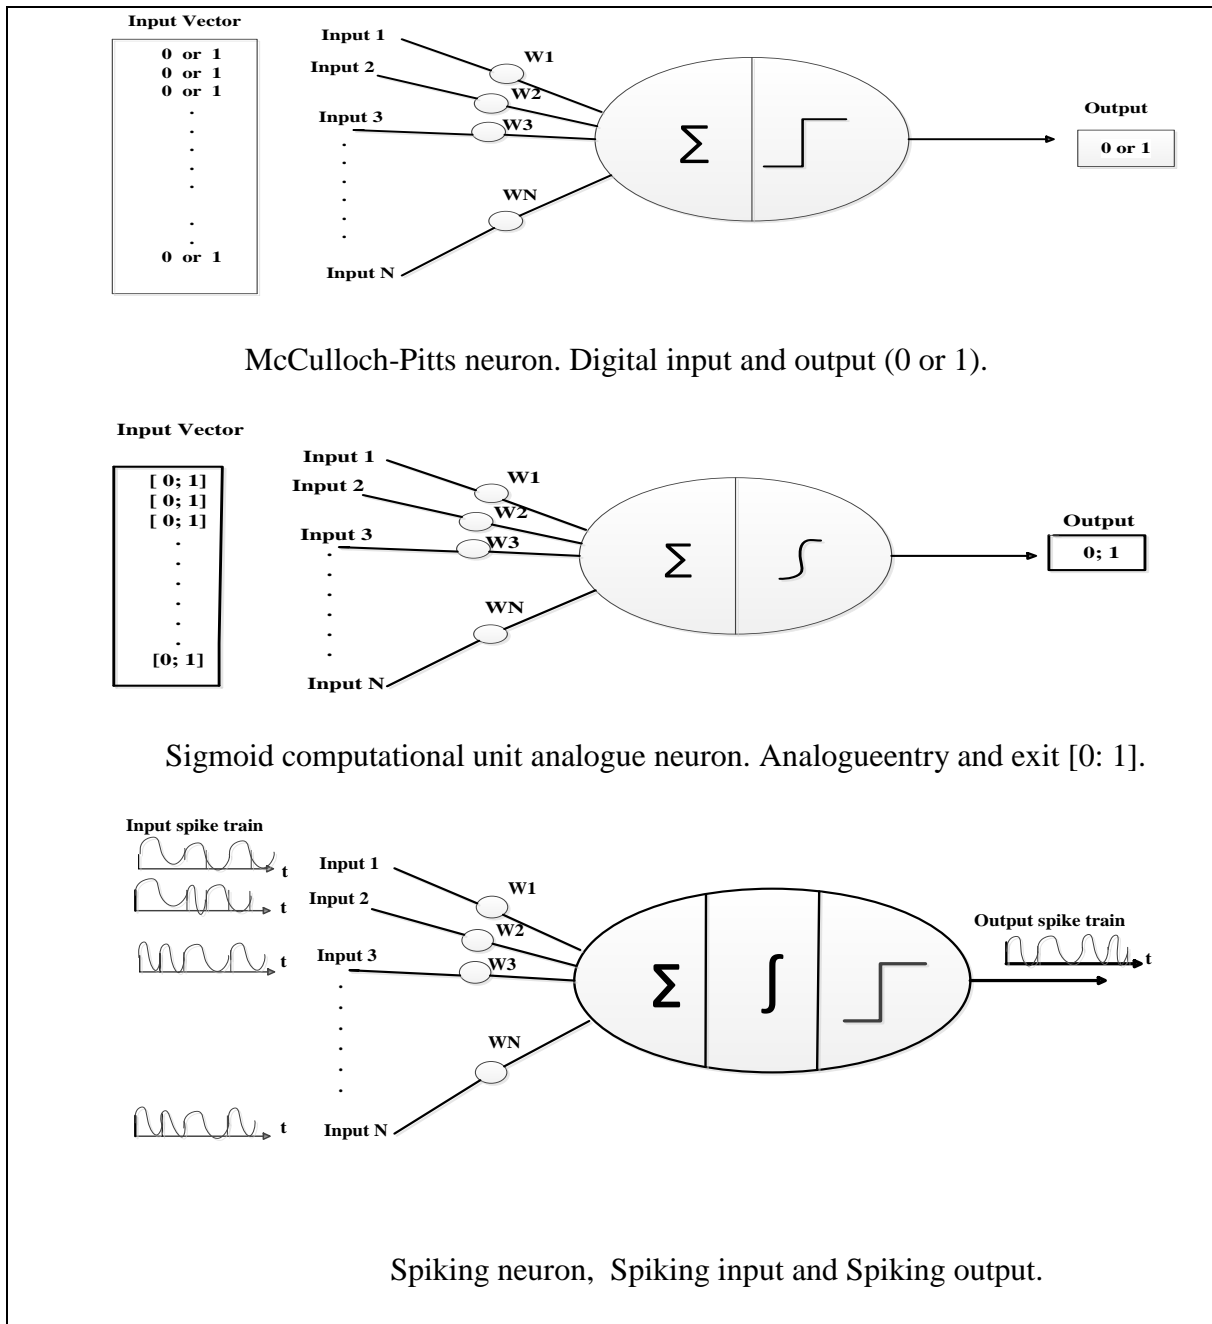 Input Vector
0 or 1
0 or 1
0 or 1
0 or 1
Input 1
Input 2
Input 3
Input N
W1
W2
W3
WN
Σ
Output
0 or 1
McCulloch-Pitts neuron. Digital input and output (0 or 1).
Input Vector
[ 0; 1]
[ 0; 1]
[ 0; 1]
[0; 1]
Input 1
Input 2
Input 3
Input N
W1
W2
W3
WN
Σ
Output
0; 1
Sigmoid computational unit analogue neuron. Analogueentry and exit [0: 1].
Input spike train
t
t
t
t
Input 1
Input 2
Input 3
Input N
W1
W2
W3
WN
Σ
∫
Output spike train
t
Spiking neuron, Spiking input and Spiking output.